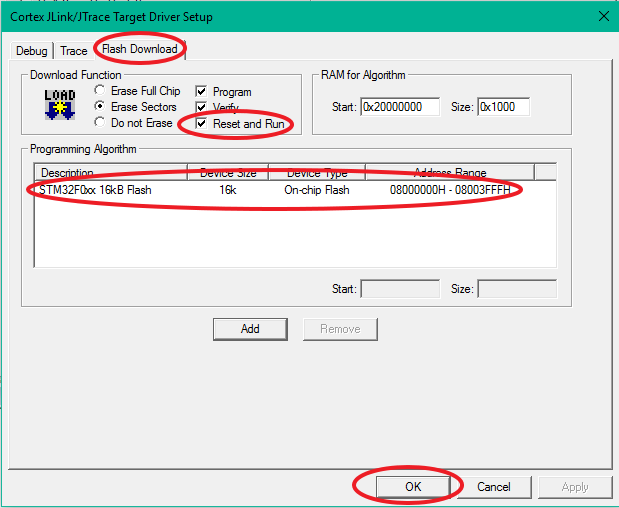 Cortex JLink/JTrace Target Driver Setup
Debug Trace Flash Download
Download Function
LOAD
Erase Full Chip
Erase Sectors
Do not Erase
Program
Verify
Reset and Run
RAM for Algorithm
Start: 0x20000000 Size: 0x1000
Programming Algorithm
Description Device Size Device Type Address Range
STM32F0xx 16kB Flash 16k On-chip Flash 08000000H - 08003FFFH
Start: Size:
Add Remove
OK Cancel Apply